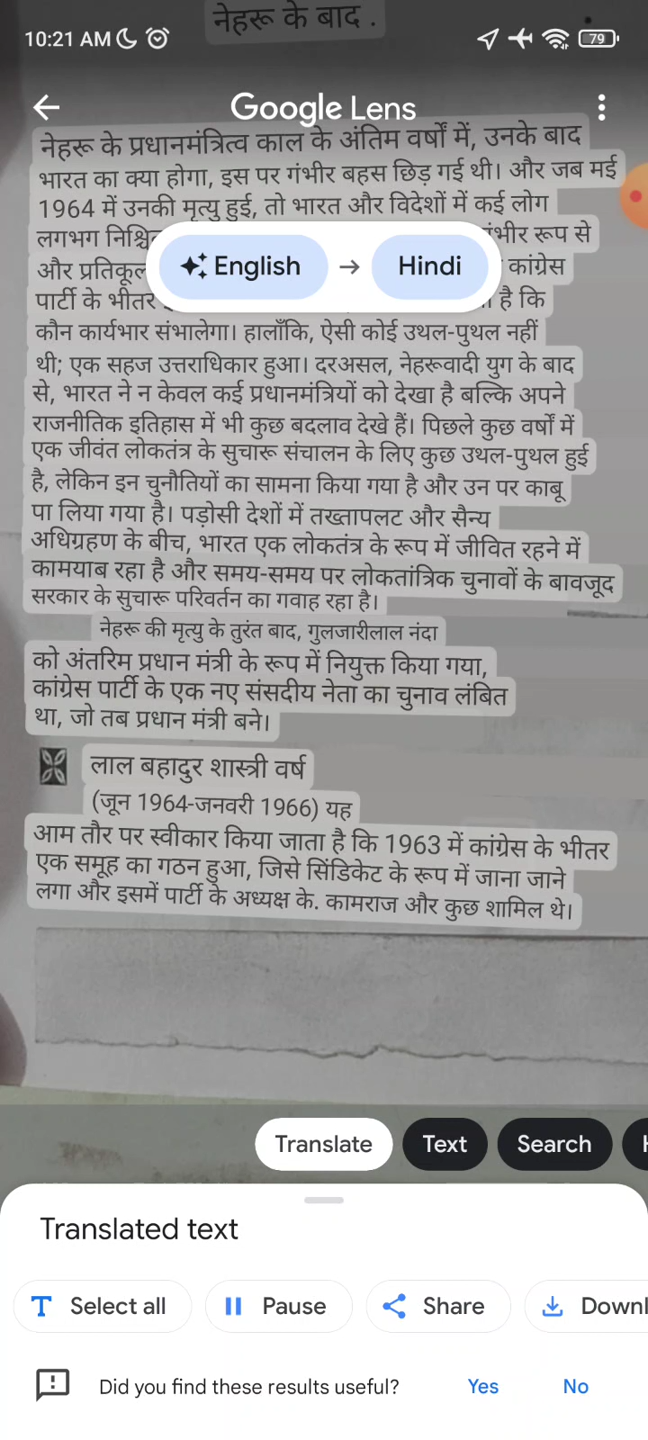 नेहरू के बाद .
10:21 AM
79
Google Lens
नेहरू के प्रधानमंत्रित्व काल के अंतिम वर्षों में, उनके बाद
भारत का क्या होगा, इस पर गंभीर बहस छिड़ गई थी। और जब मई
1964 में उनकी मृत्यु हुई, तो भारत और विदेशों में कई लोग
लगभग रूप से
English → Hindi
और कांग्रेस
पार्टी के भीतर है कि
कौन कार्यभार संभालेगा। हालाँकि, ऐसी कोई उथल-पुथल नहीं
थी; एक सहज उत्तराधिकार हुआ। दरअसल, नेहरूवादी युग के बाद
से, भारत ने न केवल कई प्रधानमंत्रियों को देखा है बल्कि अपने
राजनीतिक इतिहास में भी कुछ बदलाव देखे हैं। पिछले कुछ वर्षों में
एक जीवंत लोकतंत्र के सुचारू संचालन के लिए कुछ उथल-पुथल हुई
है, लेकिन इन चुनौतियों का सामना किया गया है और उन पर काबू
पा लिया गया है। पड़ोसी देशों में तख्तापलट और सैन्य
अधिग्रहण के बीच, भारत एक लोकतंत्र के रूप में जीवित रहने में
कामयाब रहा है और समय-समय पर लोकतांत्रिक चुनावों के बावजूद
सरकार के सुचारू परिवर्तन का गवाह रहा है।
नेहरू की मृत्यु के तुरंत बाद, गुलजारीलाल नंदा
को अंतरिम प्रधान मंत्री के रूप में नियुक्त किया गया,
कांग्रेस पार्टी के एक नए संसदीय नेता का चुनाव लंबित
था, जो तब प्रधान मंत्री बने।
लाल बहादुर शास्त्री वर्ष
(जून 1964-जनवरी 1966) यह
आम तौर पर स्वीकार किया जाता है कि 1963 में कांग्रेस के भीतर
एक समूह का गठन हुआ, जिसे सिंडिकेट के रूप में जाना जाने
लगा और इसमें पार्टी के अध्यक्ष के. कामराज और कुछ शामिल थे।
Translate Text Search
Translated text
Select all Pause Share Downl
Did you find these results useful? Yes No